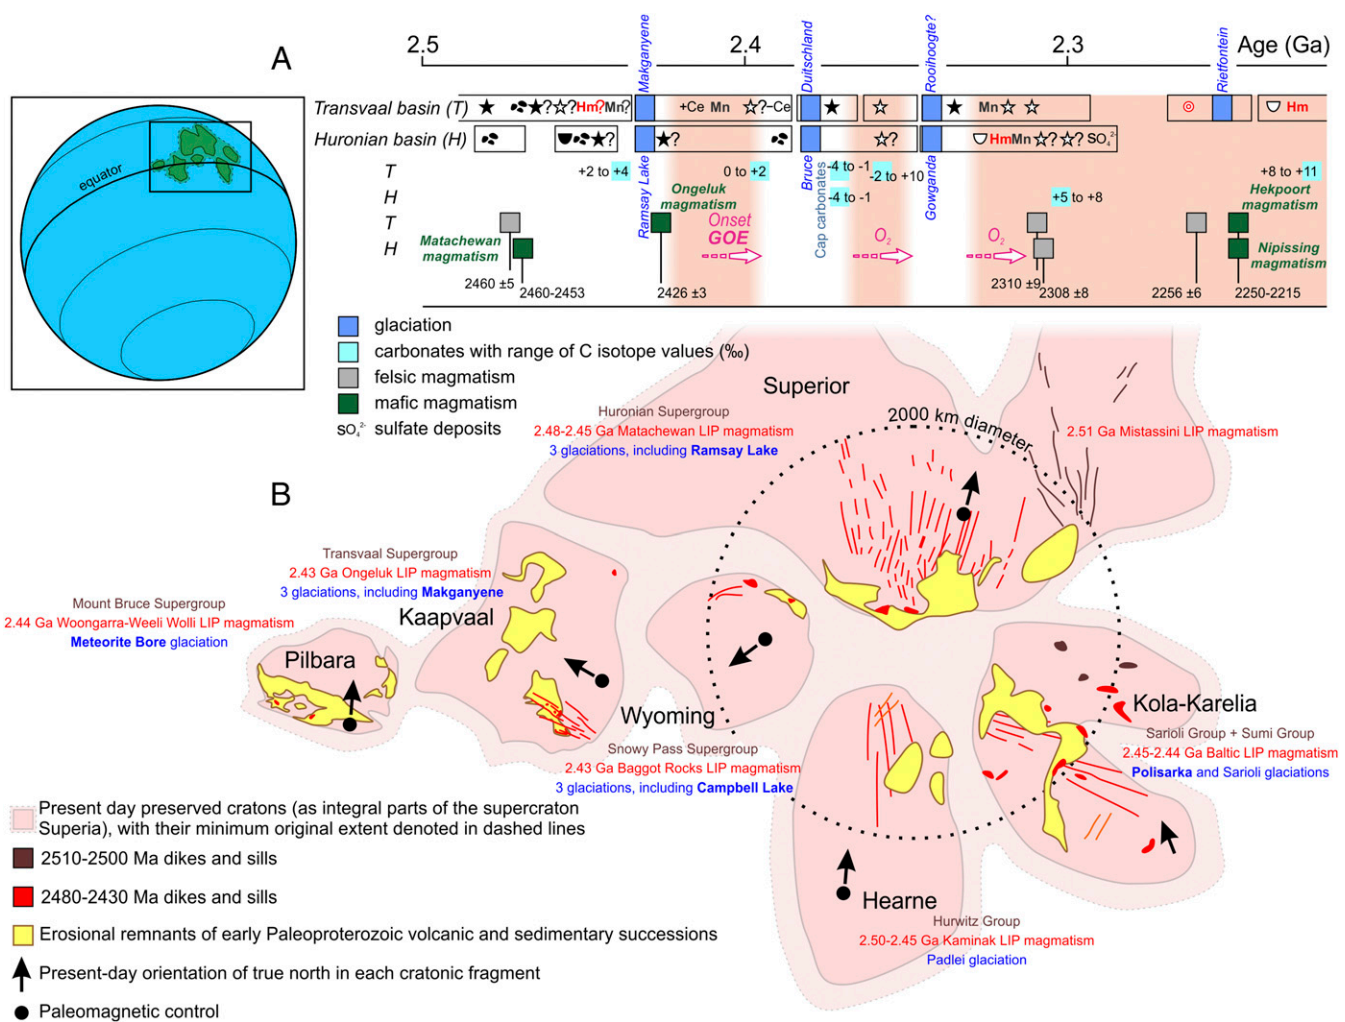 A
2.5
2.4
2.3
Age (Ga)
Makganyene
Duitschland
Rooihoogte?
Rietfontein
equator
Transvaal basin (T)
? ? Hm? Mn? +Ce Mn ?-Ce Mn Hm
Huronian basin (H)
? ? ? HmMn ? ? SO₄²⁻
Ramsay Lake
Bruce
Gowganda
Cap carbonates
T
+2 to +4
0 to +2
-4 to -1
-2 to +10
+8 to +11
H
-4 to -1
+5 to +8
T
H
Ongeluk
magmatism
Hekpoort
magmatism
Matachewan
magmatism
Nipissing
magmatism
Onset
GOE
O₂
O₂
2460 ±5
2460-2453
2426 ±3
2310 ±9
2308 ±8
2256 ±6
2250-2215
glaciation
carbonates with range of C isotope values (‰)
felsic magmatism
mafic magmatism
SO₄²⁻ sulfate deposits
B
Superior
Huronian Supergroup
2.48-2.45 Ga Matachewan LIP magmatism
3 glaciations, including Ramsay Lake
2000 km diameter
2.51 Ga Mistassini LIP magmatism
Transvaal Supergroup
2.43 Ga Ongeluk LIP magmatism
3 glaciations, including Makganyene
Kaapvaal
Mount Bruce Supergroup
2.44 Ga Woongarra-Weeli Wolli LIP magmatism
Meteorite Bore glaciation
Pilbara
Wyoming
Snowy Pass Supergroup
2.43 Ga Baggot Rocks LIP magmatism
3 glaciations, including Campbell Lake
Kola-Karelia
Sarioli Group + Sumi Group
2.45-2.44 Ga Baltic LIP magmatism
Polisarka and Sarioli glaciations
Hearne
Hurwitz Group
2.50-2.45 Ga Kaminak LIP magmatism
Padlei glaciation
Present day preserved cratons (as integral parts of the supercraton
Superia), with their minimum original extent denoted in dashed lines
2510-2500 Ma dikes and sills
2480-2430 Ma dikes and sills
Erosional remnants of early Paleoproterozoic volcanic and sedimentary successions
Present-day orientation of true north in each cratonic fragment
Paleomagnetic control